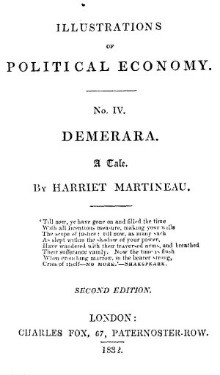 ILLUSTRATIONS
OF
POLITICAL ECONOMY.
No. IV.
DEMERARA.
A Tale.
BY HARRIET MARTINEAU.
'Till now, ye have gone on and filled the time
With all licentious measure, making your wills
The scope of justice: till now, as many such
As slept within the shadow of your power,
Have wandered with their traversed arms, and breathed
Their sufferance vainly. Now the time is flush
When crouching marrow, in the bearer strong,
Cries of itself—NO MORE.'—SHAKSPEARE.
SECOND EDITION.
LONDON:
CHARLES FOX, 67, PATERNOSTER-ROW.
1832.